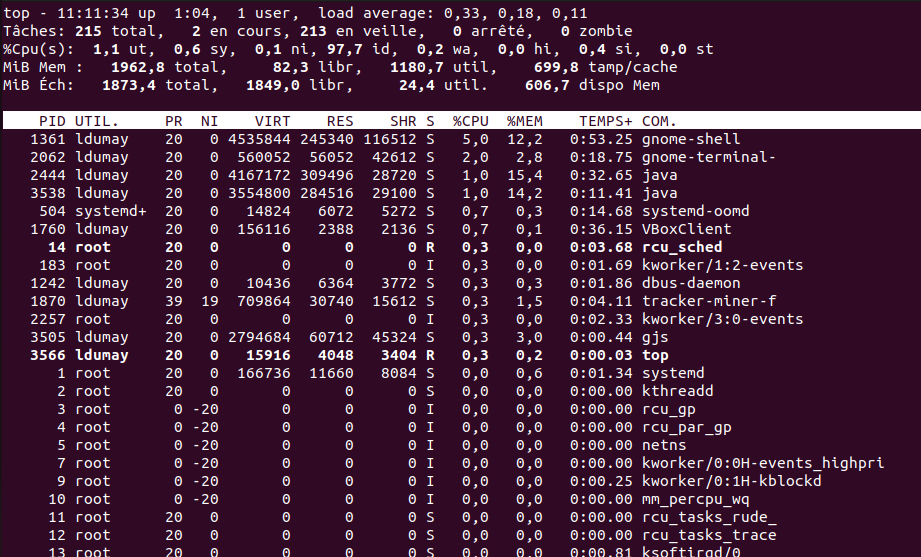 top - 11:11:34 up  1:04,  1 user,  load average: 0,33, 0,18, 0,11
Tâches: 215 total,   2 en cours, 213 en veille,   0 arrêté,   0 zombie
%Cpu(s):  1,1 ut,  0,6 sy,  0,1 ni, 97,7 id,  0,2 wa,  0,0 hi,  0,4 si,  0,0 st
MiB Mem :   1962,8 total,     82,3 libr,   1180,7 util,    699,8 tamp/cache
MiB Éch:   1873,4 total,   1849,0 libr,     24,4 util.    606,7 dispo Mem
PID UTIL.     PR  NI    VIRT    RES    SHR S  %CPU  %MEM    TEMPS+ COM.
1361 ldumay    20   0 4535844 245340 116512 S   5,0  12,2   0:53.25 gnome-shell
2062 ldumay    20   0  560052  56052  42612 S   2,0   2,8   0:18.75 gnome-terminal-
2444 ldumay    20   0 4167172 309496  28720 S   1,0  15,4   0:32.65 java
3538 ldumay    20   0 3554800 284516  29100 S   1,0  14,2   0:11.41 java
504 systemd+  20   0   14824   6072   5272 S   0,7   0,3   0:14.68 systemd-oomd
1760 ldumay    20   0  156116   2388   2136 S   0,7   0,1   0:36.15 VBoxClient
14 root      20   0       0      0      0 R   0,3   0,0   0:03.68 rcu_sched
183 root      20   0       0      0      0 I   0,3   0,0   0:01.69 kworker/1:2-events
1242 ldumay    20   0   10436   6364   3772 S   0,3   0,3   0:01.86 dbus-daemon
1870 ldumay    39  19  709864  30740  15612 S   0,3   1,5   0:04.11 tracker-miner-f
2257 root      20   0       0      0      0 I   0,3   0,0   0:02.33 kworker/3:0-events
3505 ldumay    20   0 2794684  60712  45324 S   0,3   3,0   0:00.44 gjs
3566 ldumay    20   0   15916   4048   3404 R   0,3   0,2   0:00.03 top
1 root      20   0  166736  11660   8084 S   0,0   0,6   0:01.34 systemd
2 root      20   0       0      0      0 S   0,0   0,0   0:00.00 kthreadd
3 root       0 -20       0      0      0 I   0,0   0,0   0:00.00 rcu_gp
4 root       0 -20       0      0      0 I   0,0   0,0   0:00.00 rcu_par_gp
5 root       0 -20       0      0      0 I   0,0   0,0   0:00.00 netns
7 root       0 -20       0      0      0 I   0,0   0,0   0:00.00 kworker/0:0H-events_highpri
9 root       0 -20       0      0      0 I   0,0   0,0   0:00.25 kworker/0:1H-kblockd
10 root       0 -20       0      0      0 I   0,0   0,0   0:00.00 mm_percpu_wq
11 root      20   0       0      0      0 S   0,0   0,0   0:00.00 rcu_tasks_rude_
12 root      20   0       0      0      0 S   0,0   0,0   0:00.00 rcu_tasks_trace
13 root      20   0       0      0      0 S   0,0   0,0   0:00.81 ksoftirqd/0